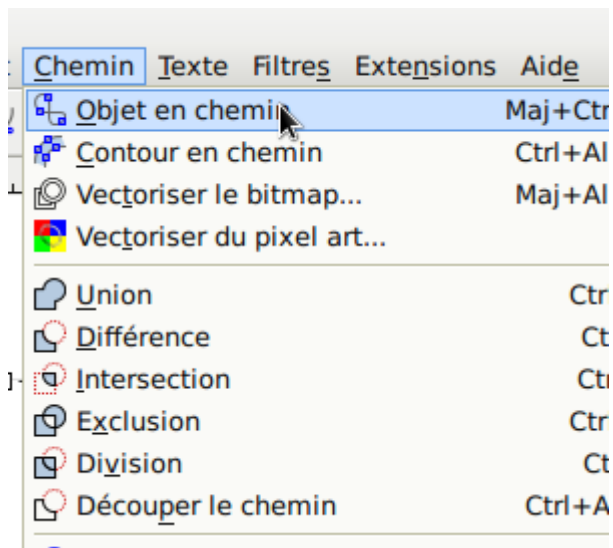 Chemin Texte Filtres Extensions Aide
Objet en chemin Maj+Ctr
Contour en chemin Ctrl+Al
Vectoriser le bitmap... Maj+Al
Vectoriser du pixel art...
Union Ctr
Différence Ct
Intersection Ctr
Exclusion Ctr
Division Ct
Découper le chemin Ctrl+A